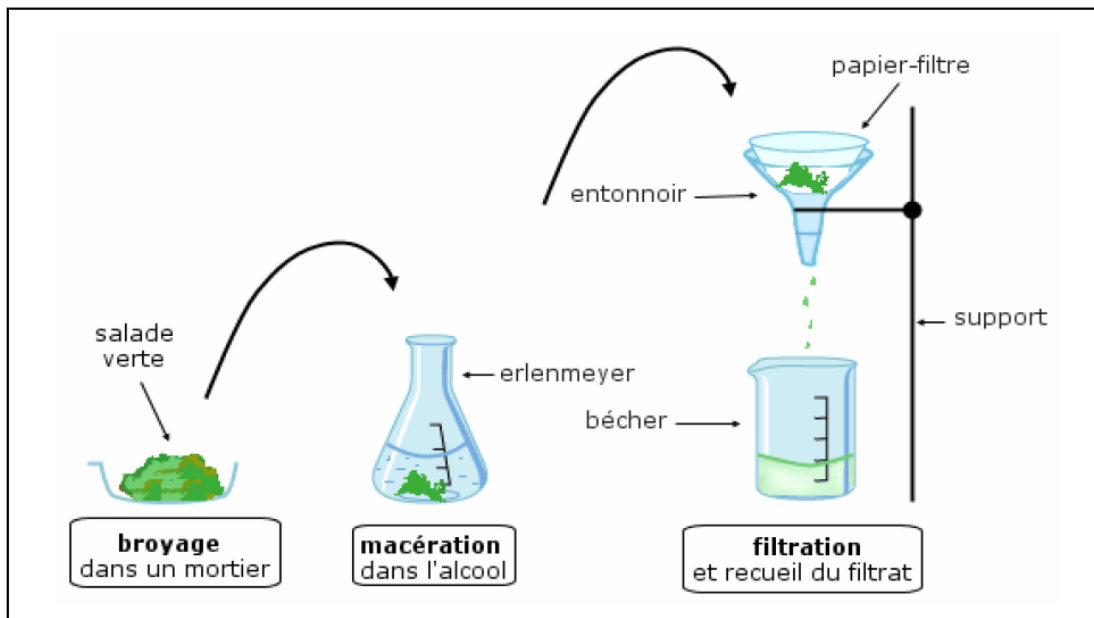 papier-filtre
entonnoir
support
salade
verte
erlenmeyer
bécher
broyage
dans un mortier
macération
dans l'alcool
filtration
et recueil du filtrat